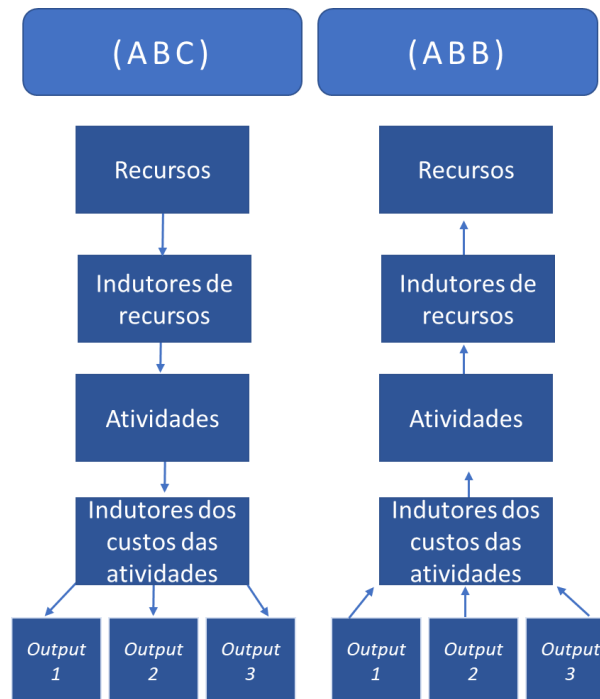 (ABC)
(ABB)
Recursos
Recursos
Indutores de
recursos
Indutores de
recursos
Atividades
Atividades
Indutores dos
custos das
atividades
Indutores dos
custos das
atividades
Output
1
Output
2
Output
3
Output
1
Output
2
Output
3